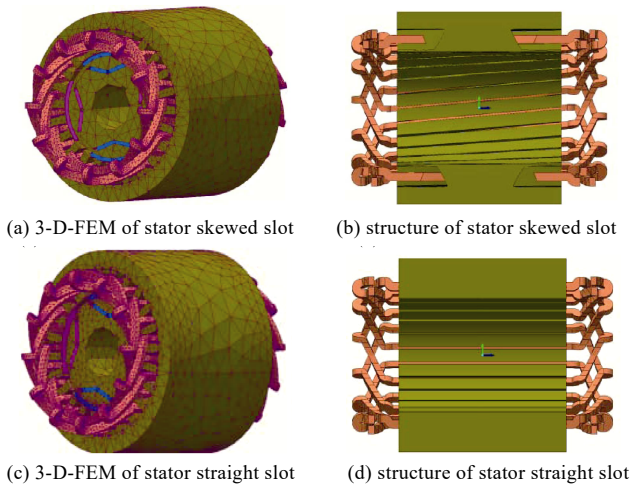 (a) 3-D-FEM of stator skewed slot
(b) structure of stator skewed slot
(c) 3-D-FEM of stator straight slot
(d) structure of stator straight slot